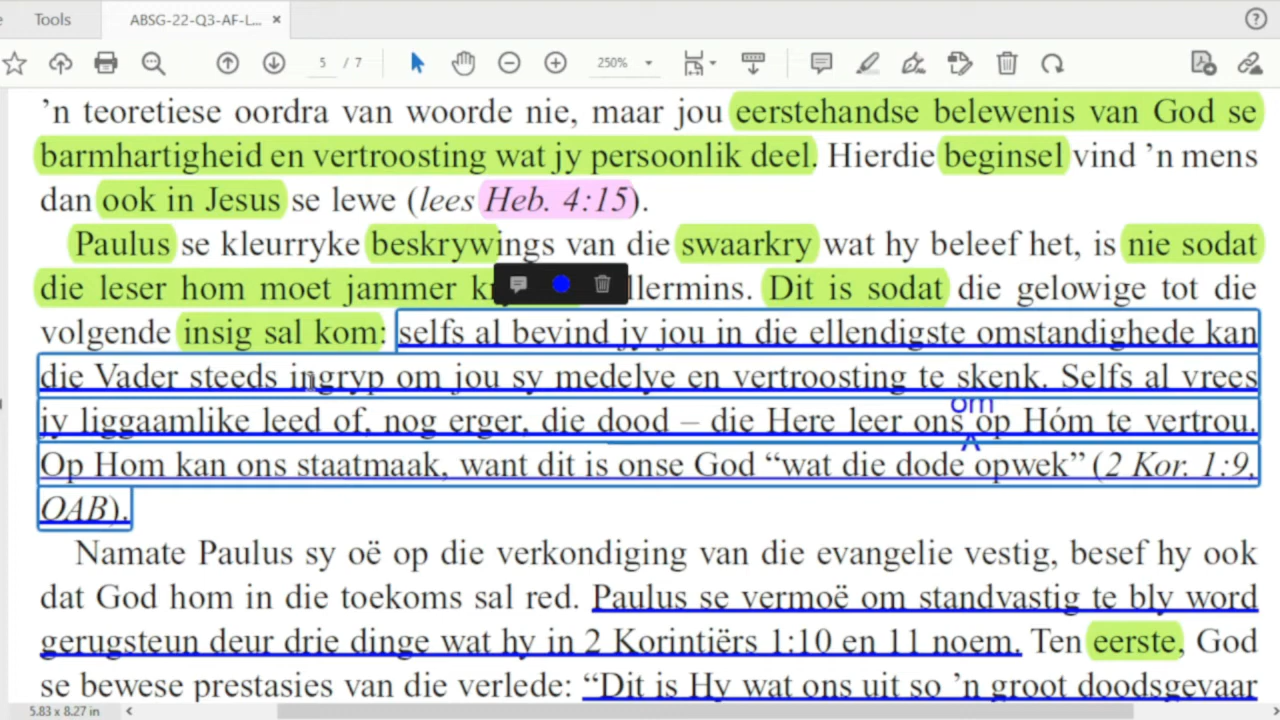 Tools
ABSG-22-Q3-AF-L... ×
5 / 7
250%
’n teoretiese oordra van woorde nie, maar jou eerstehandse belewenis van God se
barmhartigheid en vertroosting wat jy persoonlik deel. Hierdie beginsel vind ’n mens
dan ook in Jesus se lewe (lees Heb. 4:15).
Paulus se kleurryke beskrywings van die swaarkry wat hy beleef het, is nie sodat
die leser hom moet jammer llermins. Dit is sodat die gelowige tot die
volgende insig sal kom: selfs al bevind jy jou in die ellendigste omstandighede kan
die Vader steeds ingryp om jou sy medelye en vertroosting te skenk. Selfs al vrees
om
jy liggaamlike leed of, nog erger, die dood – die Here leer ons op Hóm te vertrou.
Op Hom kan ons staatmaak, want dit is onse God “wat die dode opwek” (2 Kor. 1:9,
OAB).
Namate Paulus sy oë op die verkondiging van die evangelie vestig, besef hy ook
dat God hom in die toekoms sal red. Paulus se vermoë om standvastig te bly word
gerugsteun deur drie dinge wat hy in 2 Korintiërs 1:10 en 11 noem. Ten eerste, God
se bewese prestasies van die verlede: “Dit is Hy wat ons uit so ’n groot doodsgevaar
5.83 x 8.27 in